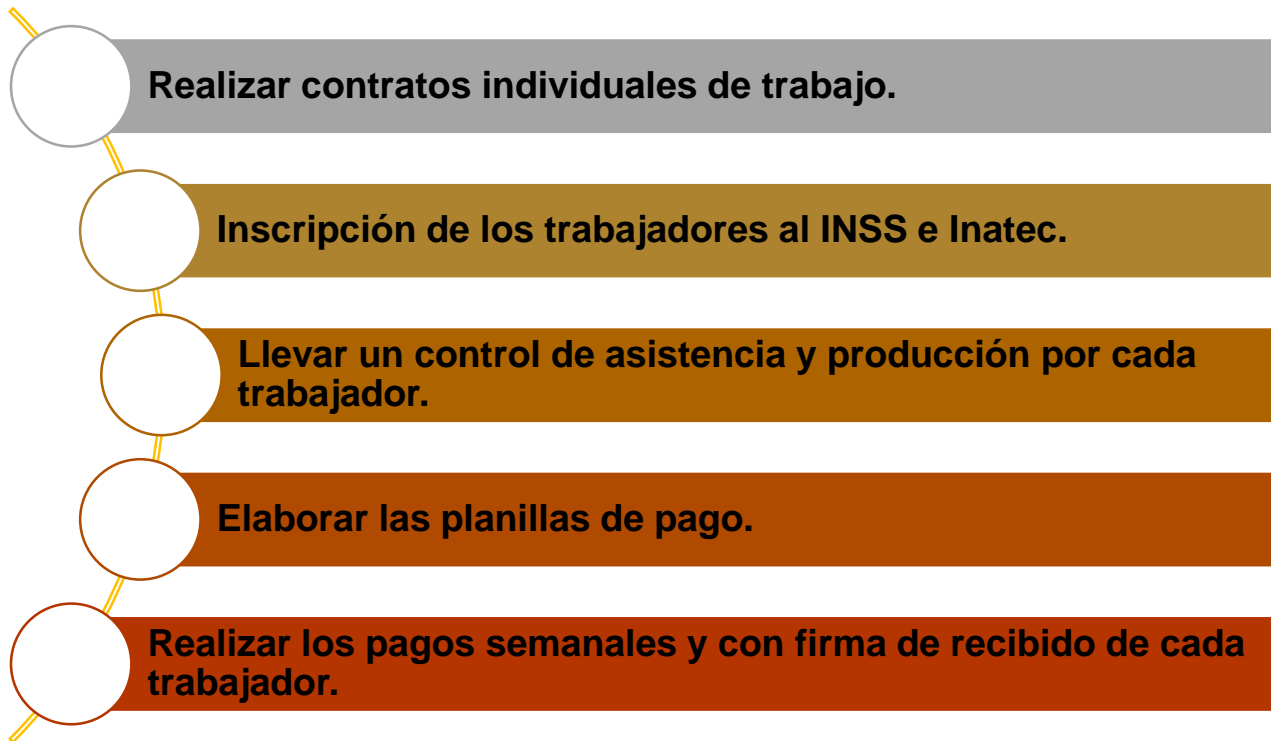 Realizar contratos individuales de trabajo.
Inscripción de los trabajadores al INSS e Inatec.
Llevar un control de asistencia y producción por cada
trabajador.
Elaborar las planillas de pago.
Realizar los pagos semanales y con firma de recibido de cada
trabajador.